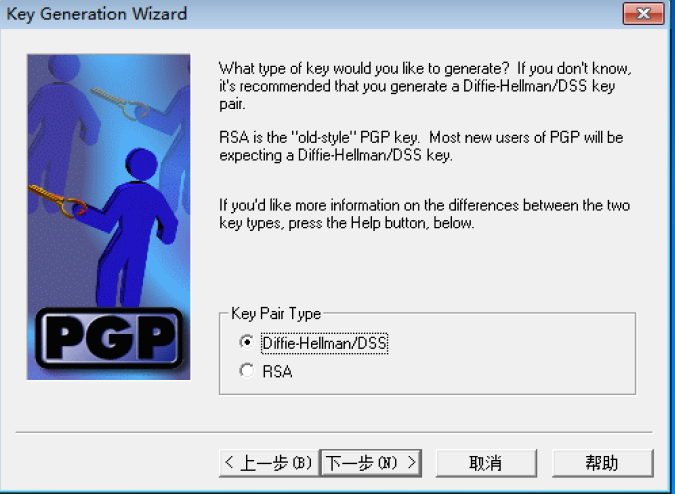 Key Generation Wizard
What type of key would you like to generate? If you don't know,
it's recommended that you generate a Diffie-Hellman/DSS key
pair.
RSA is the "old-style" PGP key. Most new users of PGP will be
expecting a Diffie-Hellman/DSS key.
If you'd like more information on the differences between the two
key types, press the Help button, below.
PGP
Key Pair Type
Diffie-Hellman/DSS
RSA
< 上一步(B) 下一步(N) > 取消 帮助